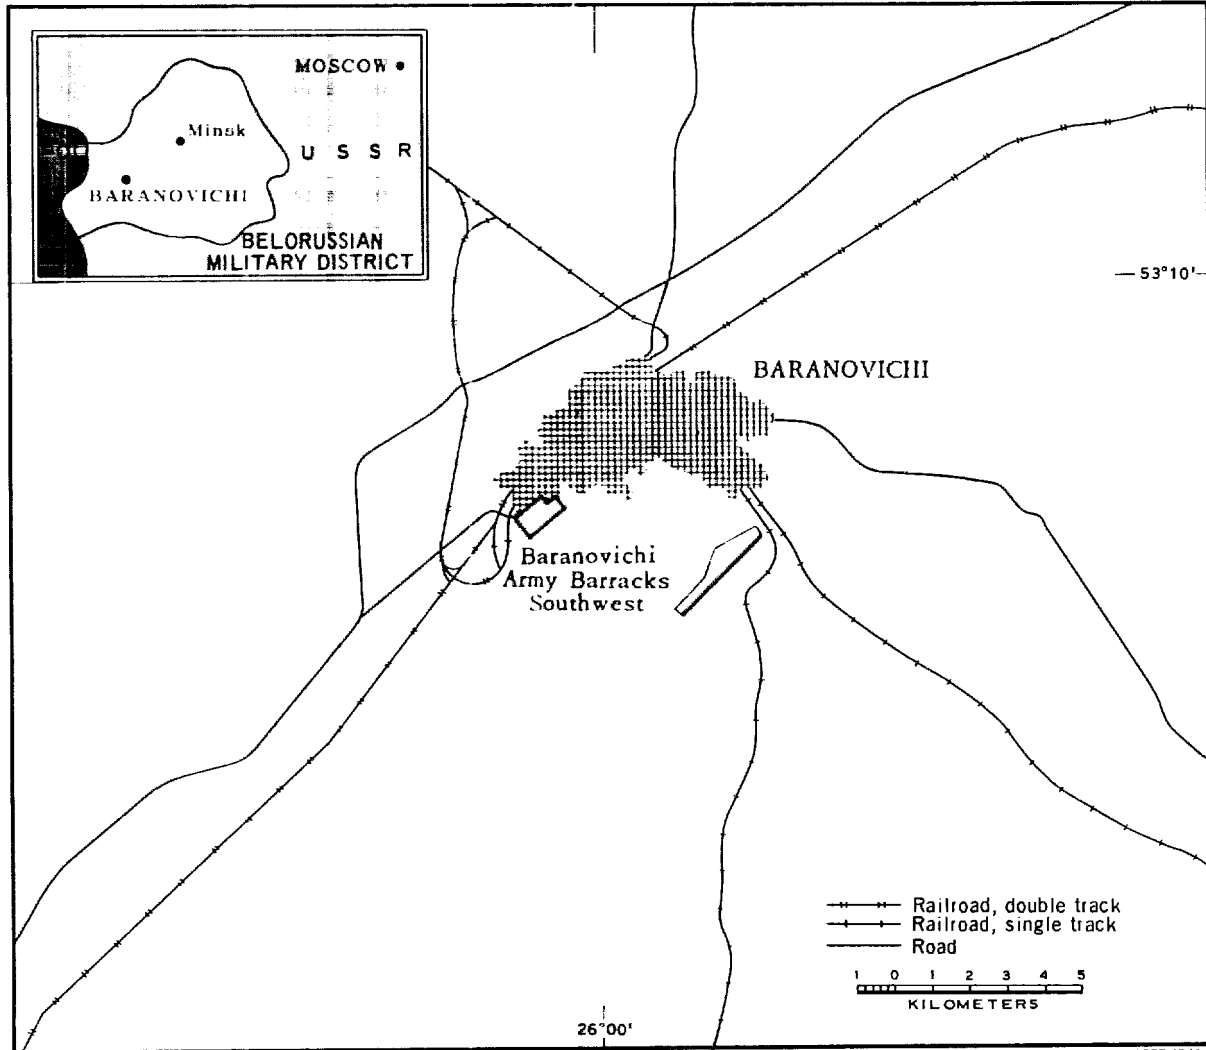 MOSCOW
Minsk
U S S R
BARANOVICHI
BELORUSSIAN
MILITARY DISTRICT
53°10'
BARANOVICHI
Baranovichi
Army Barracks
Southwest
Railroad, double track
Railroad, single track
Road
1 0 1 2 3 4 5
KILOMETERS
26°00'